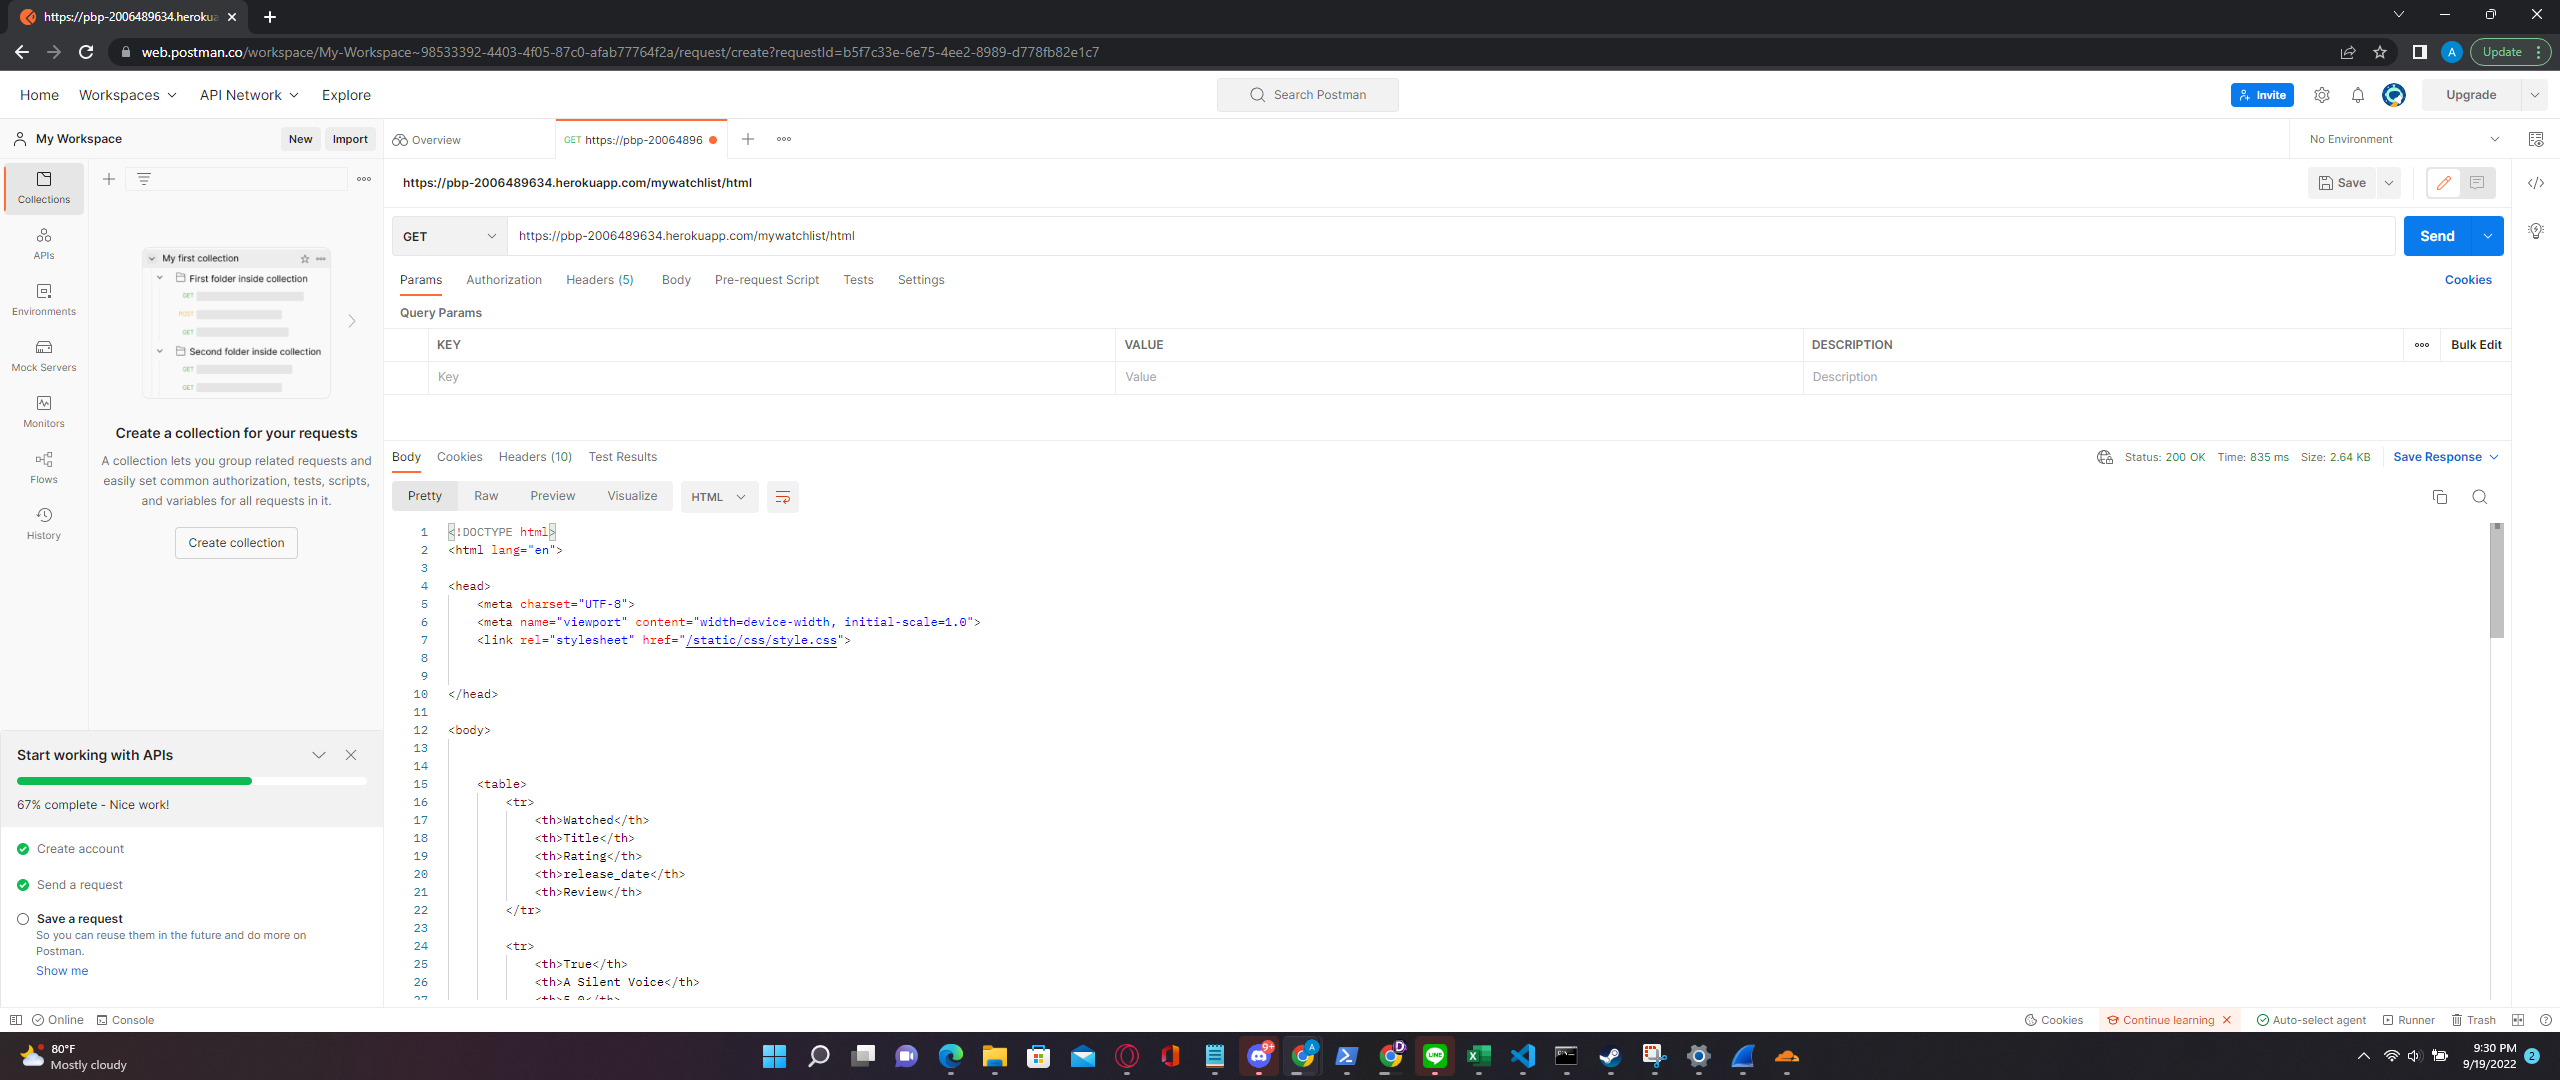 https://pbp-2006489634.heroku
web.postman.co/workspace/My-Workspace~98533392-4403-4f05-87c0-afab77764f2a/request/create?requestId=b5f7c33e-6e75-4ee2-8989-d778fb82e1c7
A
Update
Home
Workspaces
API Network
Explore
Search Postman
Invite
Upgrade
My Workspace
New
Import
Overview
GET https://pbp-20064896
No Environment
Collections
APIs
Environments
Mock Servers
Monitors
Flows
History
My first collection
First folder inside collection
GET
POST
GET
Second folder inside collection
GET
GET
Create a collection for your requests
A collection lets you group related requests and
easily set common authorization, tests, scripts,
and variables for all requests in it.
Create collection
Start working with APIs
67% complete - Nice work!
Create account
Send a request
Save a request
So you can reuse them in the future and do more on
Postman.
Show me
https://pbp-2006489634.herokuapp.com/mywatchlist/html
Save
GET
https://pbp-2006489634.herokuapp.com/mywatchlist/html
Send
Params
Authorization
Headers (5)
Body
Pre-request Script
Tests
Settings
Cookies
Query Params
KEY
VALUE
DESCRIPTION
Bulk Edit
Key
Value
Description
Body
Cookies
Headers (10)
Test Results
Status: 200 OK
Time: 835 ms
Size: 2.64 KB
Save Response
Pretty
Raw
Preview
Visualize
HTML
1 <!DOCTYPE html>
2 <html lang="en">
3
4 <head>
5 <meta charset="UTF-8">
6 <meta name="viewport" content="width=device-width, initial-scale=1.0">
7 <link rel="stylesheet" href="/static/css/style.css">
8
9
10 </head>
11
12 <body>
13
14
15 <table>
16 <tr>
17 <th>Watched</th>
18 <th>Title</th>
19 <th>Rating</th>
20 <th>release_date</th>
21 <th>Review</th>
22 </tr>
23
24 <tr>
25 <th>True</th>
26 <th>A Silent Voice</th>
27 <th>5.0</th>
Online
Console
Cookies
Continue learning
Auto-select agent
Runner
Trash
80°F
Mostly cloudy
9+
A
D
LINE
9:30 PM
9/19/2022
2